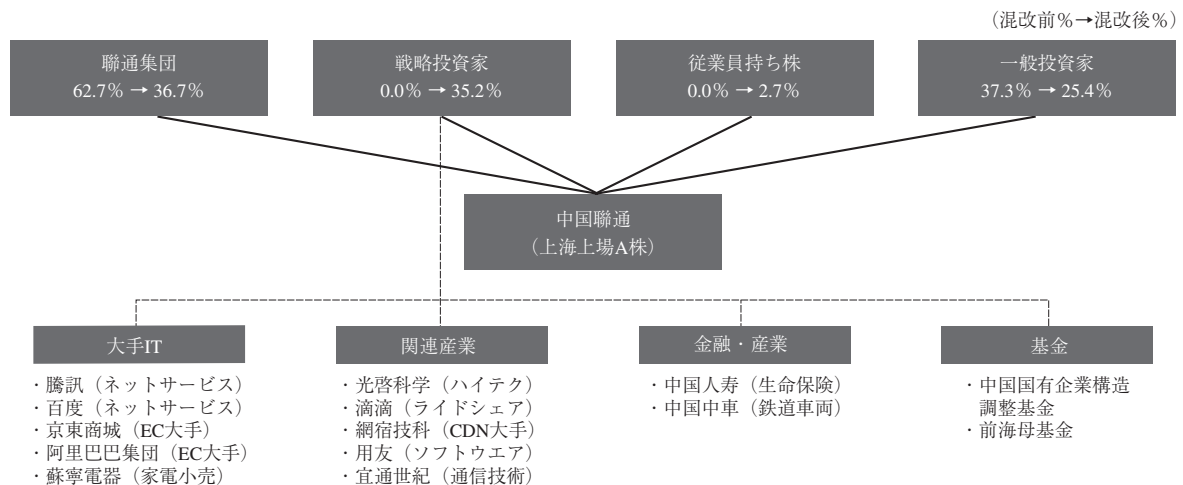 （混改前％→混改後％）
聯通集団
62.7％ → 36.7％
戦略投資家
0.0％ → 35.2％
従業員持ち株
0.0％ → 2.7％
一般投資家
37.3％ → 25.4％
中国聯通
（上海上場A株）
大手IT
・騰訊（ネットサービス）
・百度（ネットサービス）
・京東商城（EC大手）
・阿里巴巴集団（EC大手）
・蘇寧電器（家電小売）
関連産業
・光啓科学（ハイテク）
・滴滴（ライドシェア）
・網宿技科（CDN大手）
・用友（ソフトウエア）
・宜通世紀（通信技術）
金融・産業
・中国人寿（生命保険）
・中国中車（鉄道車両）
基金
・中国国有企業構造
調整基金
・前海母基金